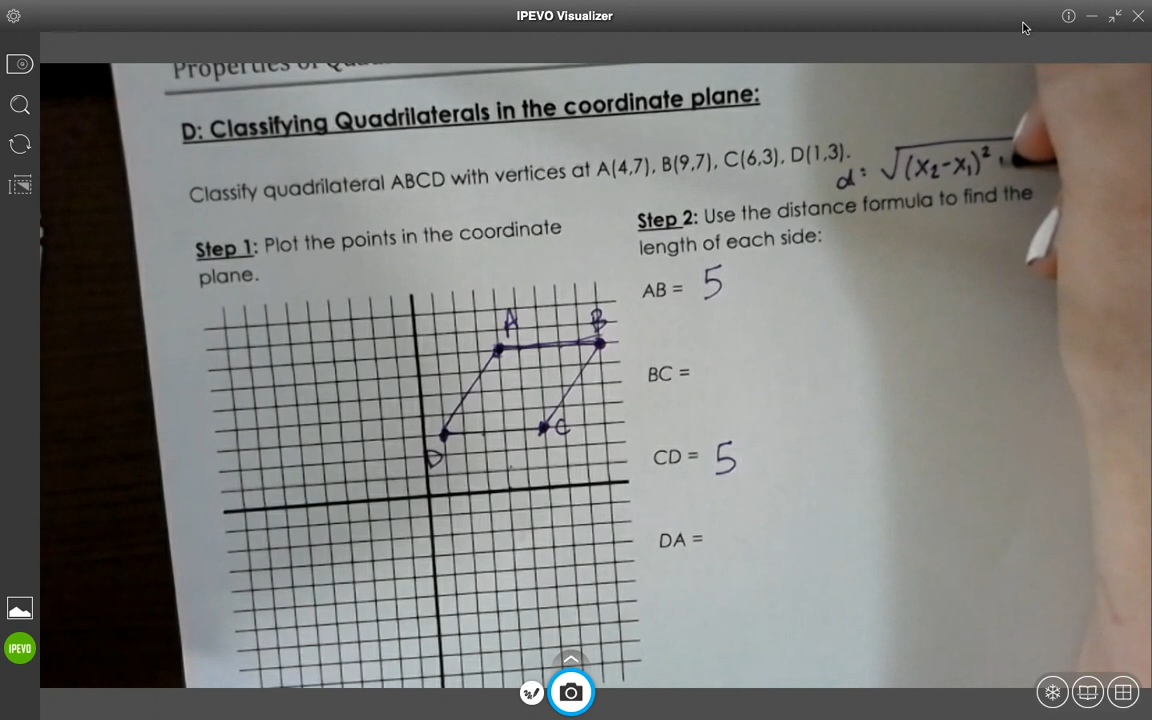 IPEVO Visualizer
D: Classifying Quadrilaterals in the coordinate plane:
Classify quadrilateral ABCD with vertices at A(4,7), B(9,7), C(6,3), D(1,3).
d: √(x₂-x₁)²
Step 1: Plot the points in the coordinate
plane.
Step 2: Use the distance formula to find the
length of each side:
A
B
C
D
AB = 5
BC =
CD = 5
DA =
IPEVO